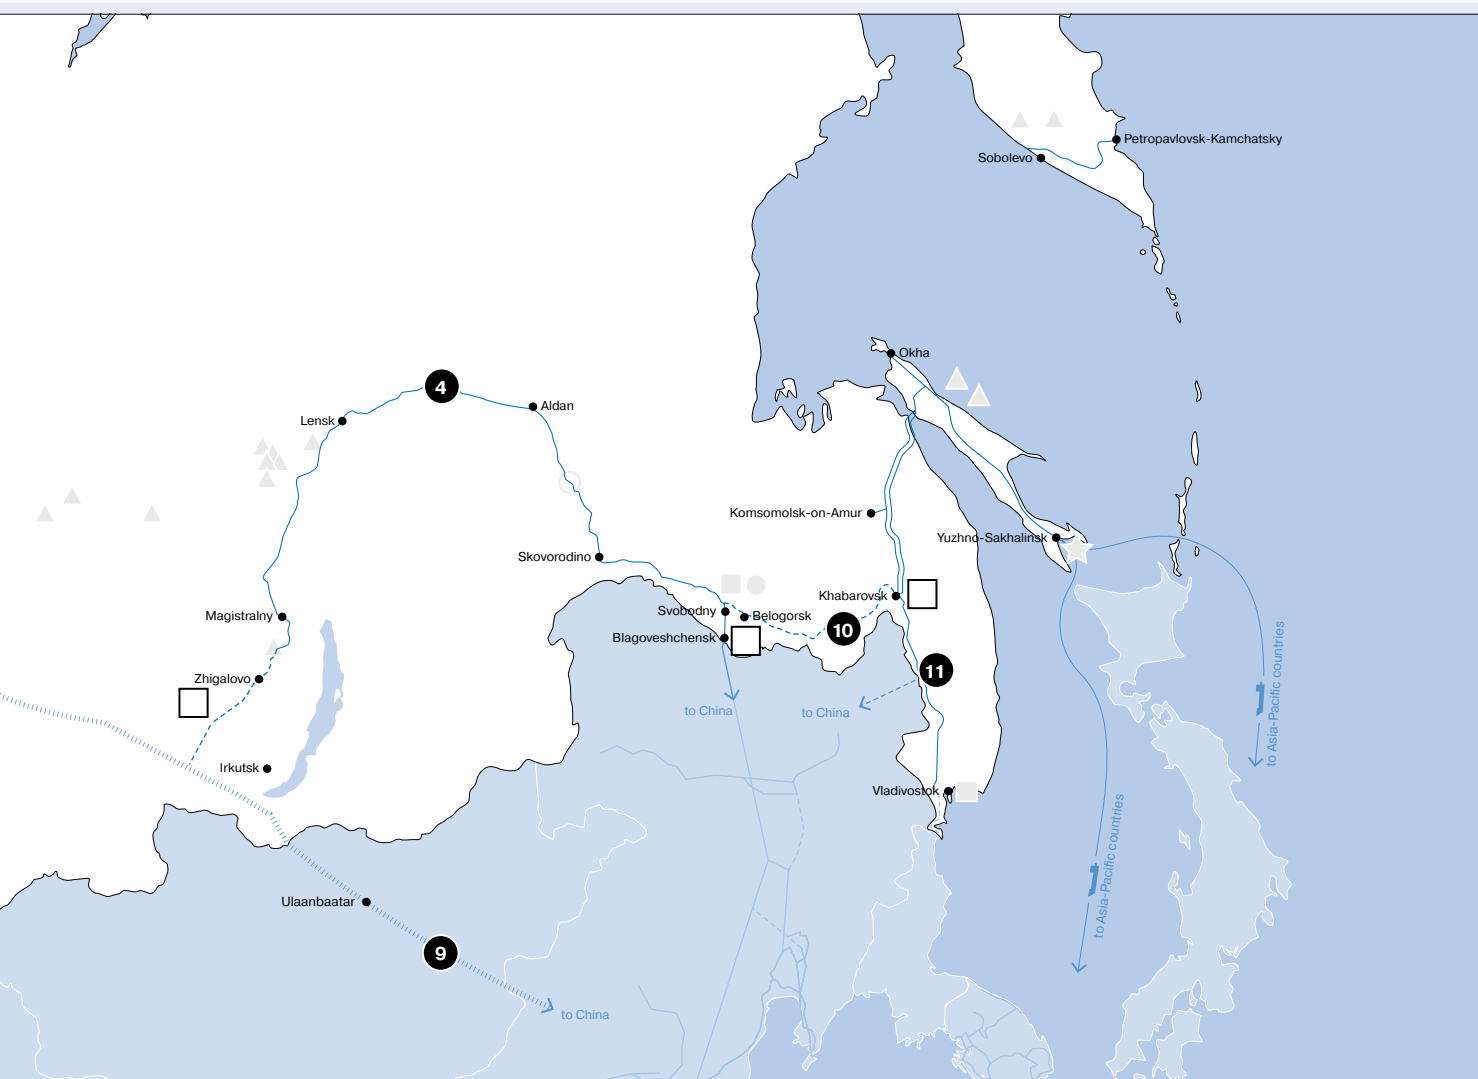 Petropavlovsk-Kamchatsky
Sobolevo
Okha
4
Aldan
Lensk
Komsomolsk-on-Amur
Yuzhno-Sakhalinsk
Skovorodino
Khabarovsk
Svobodny
Belogorsk
Magistralny
10
Blagoveshchensk
11
Zhigalovo
to China
to China
to Asia-Pacific countries
Irkutsk
Vladivostok
to Asia-Pacific countries
Ulaanbaatar
9
to China